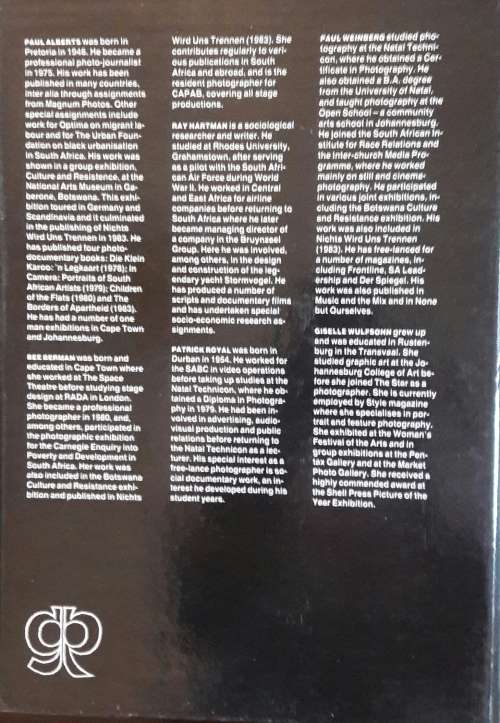 PAUL ALBERTS was born in
Pretoria in 1946. He became a
professional photo-journalist
in 1975. His work has been
published in many countries,
inter alia through assignments
from Magnum Photos. Other
special assignments include
work for Optima on migrant la-
bour and for The Urban Foun-
dation on black urbanisation
in South Africa. His work was
shown in a group exhibition,
Culture and Resistence, at the
National Arts Museum in Ga-
berone, Botswana. This exhi-
bition toured in Germany and
Scandinavia and it culminated
in the publishing of Nichts
Wird Uns Trennen in 1983. He
has published four photo-
documentary books: Die Klein
Karoo: 'n Legkaart (1978); In
Camera: Portraits of South
African Artists (1979); Children
of the Flats (1980) and The
Borders of Apartheid (1983).
He has had a number of one
man exhibitions in Cape Town
and Johannesburg.
BEE BERMAN was born and
educated in Cape Town where
she worked at The Space
Theatre before studying stage
design at RADA in London.
She became a professional
photographer in 1980, and,
among others, participated in
the photographic exhibition
for the Carnegie Enquiry into
Poverty and Development in
South Africa. Her work was
also included in the Botswana
Culture and Resistance exhi-
bition and published in Nichts
Wird Uns Trennen (1983). She
contributes regularly to vari-
ous publications in South
Africa and abroad, and is the
resident photographer for
CAPAB, covering all stage
productions.
RAY HARTMAN is a sociological
researcher and writer. He
studied at Rhodes University,
Grahamstown, after serving
as a pilot with the South Afri-
can Air Force during World
War II. He worked in Central
and East Africa for airline
companies before returning to
South Africa where he later
became managing director of
a company in the Bruynzeel
Group. Here he was involved,
among others, in the design
and construction of the leg-
endary yacht Stormvogel. He
has produced a number of
scripts and documentary films
and has undertaken special
socio-economic research as-
signments.
PATRICK ROYAL was born in
Durban in 1954. He worked for
the SABC in video operations
before taking up studies at the
Natal Technicon, where he ob-
tained a Diploma in Photogra-
phy in 1979. He had been in-
volved in advertising, audio-
visual production and public
relations before returning to
the Natal Technicon as a lec-
turer. His special interest as a
free-lance photographer is so-
cial documentary work, an in-
terest he developed during his
student years.
PAUL WEINBERG studied pho-
tography at the Natal Techni-
con, where he obtained a Cer-
tificate in Photography. He
also obtained a B.A. degree
from the University of Natal,
and taught photography at the
Open School – a community
arts school in Johannesburg.
He joined the South African In-
stitute for Race Relations and
the Inter-church Media Pro-
gramme, where he worked
mainly on still and cinema-
photography. He participated
in various joint exhibitions, in-
cluding the Botswana Culture
and Resistance exhibition. His
work was also included in
Nichts Wird Uns Trennen
(1983). He has free-lanced for
a number of magazines, in-
cluding Frontline, SA Lead-
ership and Der Spiegel. His
work was also published in
Music and the Mix and in None
but Ourselves.
GISELLE WULFSOHN grew up
and was educated in Rusten-
burg in the Transvaal. She
studied graphic art at the Jo-
hannesburg College of Art be-
fore she joined The Star as a
photographer. She is currently
employed by Style magazine
where she specialises in por-
trait and feature photography.
She exhibited at the Woman's
Festival of the Arts and in
group exhibitions at the Pen-
tax Gallery and at the Market
Photo Gallery. She received a
highly commended award at
the Shell Press Picture of the
Year Exhibition.